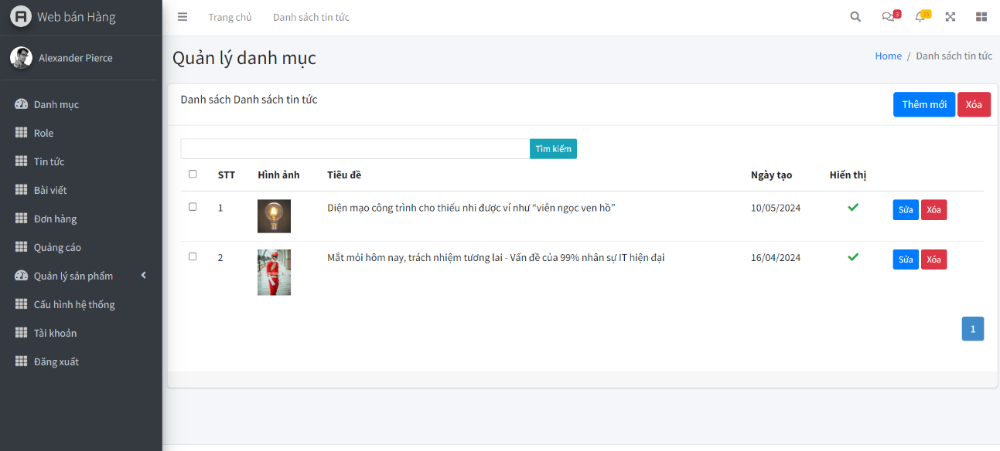 Web bán Hàng
Trang chủ Danh sách tin tức
3 15
Alexander Pierce
Quản lý danh mục
Home / Danh sách tin tức
Danh mục
Role
Tin tức
Bài viết
Đơn hàng
Quảng cáo
Quản lý sản phẩm
Cấu hình hệ thống
Tài khoản
Đăng xuất
Danh sách Danh sách tin tức
Thêm mới Xóa
Tìm kiếm
STT Hình ảnh Tiêu đề Ngày tạo Hiển thị
1 Diện mạo công trình cho thiếu nhi được ví như “viên ngọc ven hồ” 10/05/2024 Sửa Xóa
2 Mắt mỏi hôm nay, trách nhiệm tương lai - Vấn đề của 99% nhân sự IT hiện đại 16/04/2024 Sửa Xóa
1